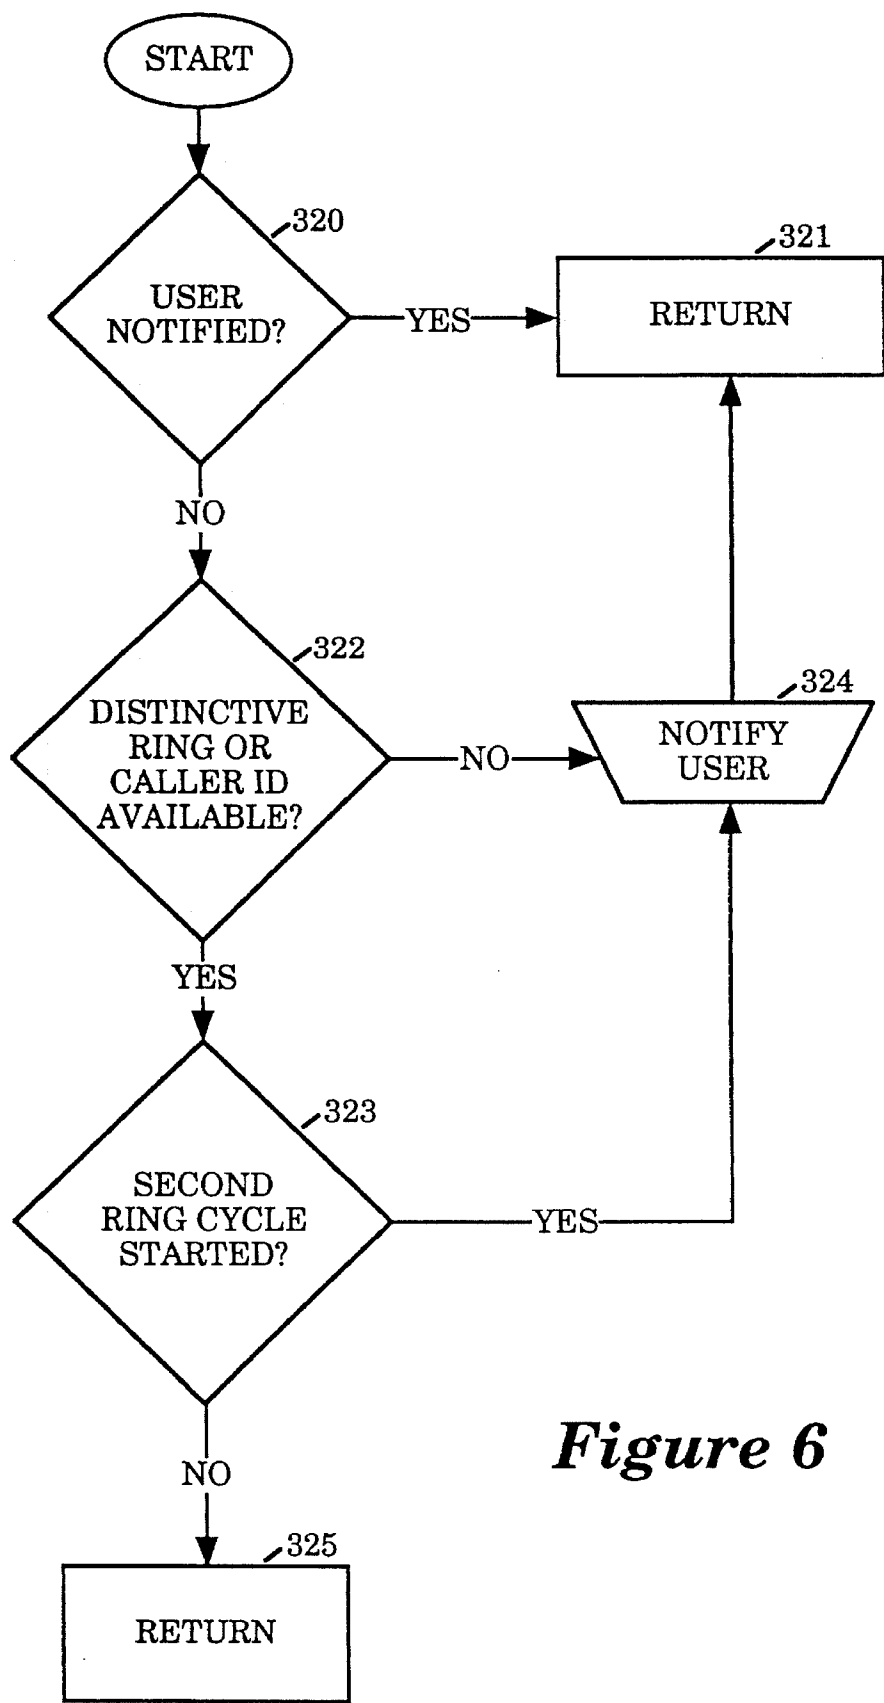 START
320
USER
NOTIFIED?
YES
321
RETURN
NO
322
DISTINCTIVE
RING OR
CALLER ID
AVAILABLE?
NO
324
NOTIFY
USER
YES
323
SECOND
RING CYCLE
STARTED?
YES
NO
325
RETURN
Figure 6